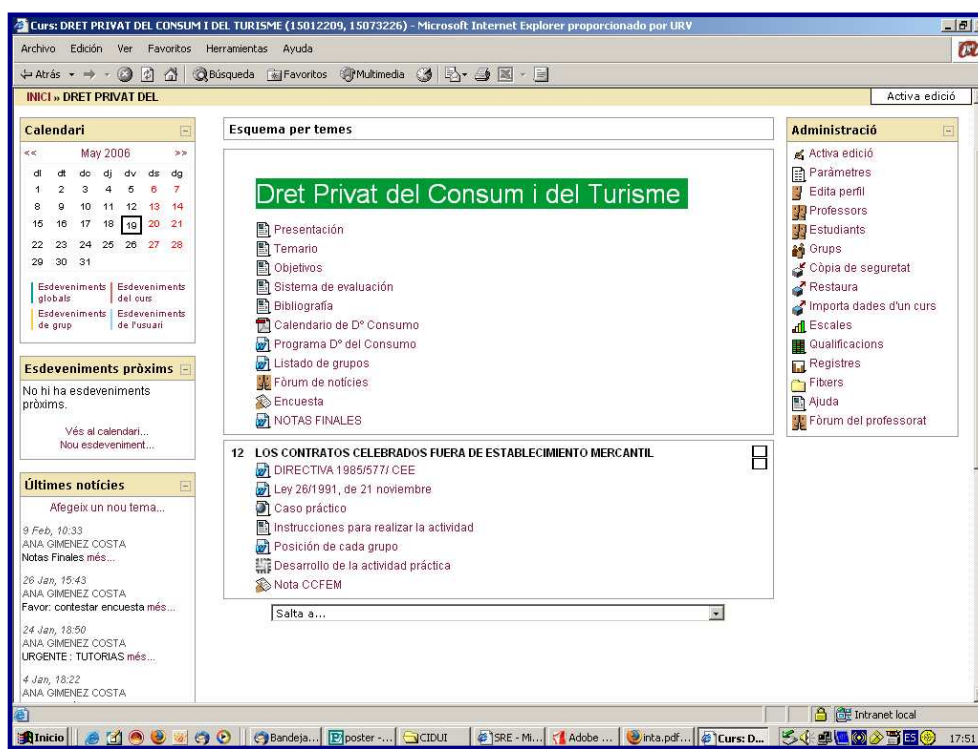 Curs: DRET PRIVAT DEL CONSUM I DEL TURISME (15012209, 15073226) - Microsoft Internet Explorer proporcionado por URV
Archivo Edición Ver Favoritos Herramientas Ayuda
Atrás Búsqueda Favoritos Multimedia
INICI » DRET PRIVAT DEL
Activa edició
Calendari
<< May 2006 >>
dl dt dc dj dv ds dg
1 2 3 4 5 6 7
8 9 10 11 12 13 14
15 16 17 18 19 20 21
22 23 24 25 26 27 28
29 30 31
Esdeveniments globals
Esdeveniments del curs
Esdeveniments de grup
Esdeveniments de l'usuari
Esdeveniments pròxims
No hi ha esdeveniments
pròxims.
Vés al calendari...
Nou esdeveniment...
Últimes notícies
Afegeix un nou tema...
9 Feb, 10:33
ANA GIMENEZ COSTA
Notas Finales més...
26 Jan, 15:43
ANA GIMENEZ COSTA
Favor: contestar encuesta més...
24 Jan, 18:50
ANA GIMENEZ COSTA
URGENTE : TUTORIAS més...
4 Jan, 18:22
ANA GIMENEZ COSTA
Esquema per temes
Dret Privat del Consum i del Turisme
Presentación
Temario
Objetivos
Sistema de evaluación
Bibliografía
Calendario de Dº Consumo
Programa Dº del Consumo
Listado de grupos
Fòrum de notícies
Encuesta
NOTAS FINALES
12 LOS CONTRATOS CELEBRADOS FUERA DE ESTABLECIMIENTO MERCANTIL
DIRECTIVA 1985/577/ CEE
Ley 26/1991, de 21 noviembre
Caso práctico
Instrucciones para realizar la actividad
Posición de cada grupo
Desarrollo de la actividad práctica
Nota CCFEM
Salta a...
Administració
Activa edició
Paràmetres
Edita perfil
Professors
Estudiants
Grups
Còpia de seguretat
Restaura
Importa dades d'un curs
Escales
Qualificacions
Registres
Fitxers
Ajuda
Fòrum del professorat
Intranet local
Inicio Bandeja... poster -... CIDUI SRE - Mi... Adobe ... inta.pdf... Curs: D... ES 17:5